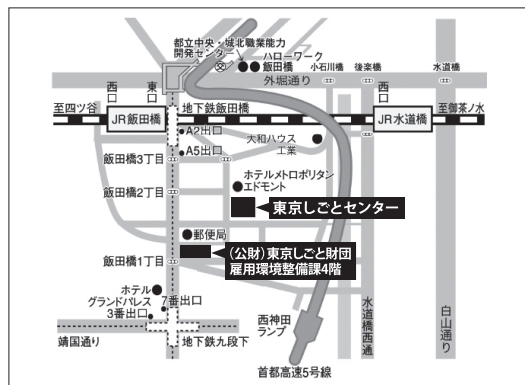 都立中央・城北職業能力
開発センター
ハローワーク
飯田橋
小石川橋
後楽橋
水道橋
外堀通り
西口
東口
西口
至四ツ谷
JR飯田橋
地下鉄飯田橋
JR水道橋
至御茶ノ水
A2出口
大和ハウス
工業
A5出口
飯田橋3丁目
ホテルメトロポリタン
エドモント
飯田橋2丁目
東京しごとセンター
郵便局
(公財)東京しごと財団
雇用環境整備課4階
飯田橋1丁目
ホテル
グランドパレス
7番出口
3番出口
西神田
ランプ
水道橋西通
白山通り
靖国通り
地下鉄九段下
首都高速5号線